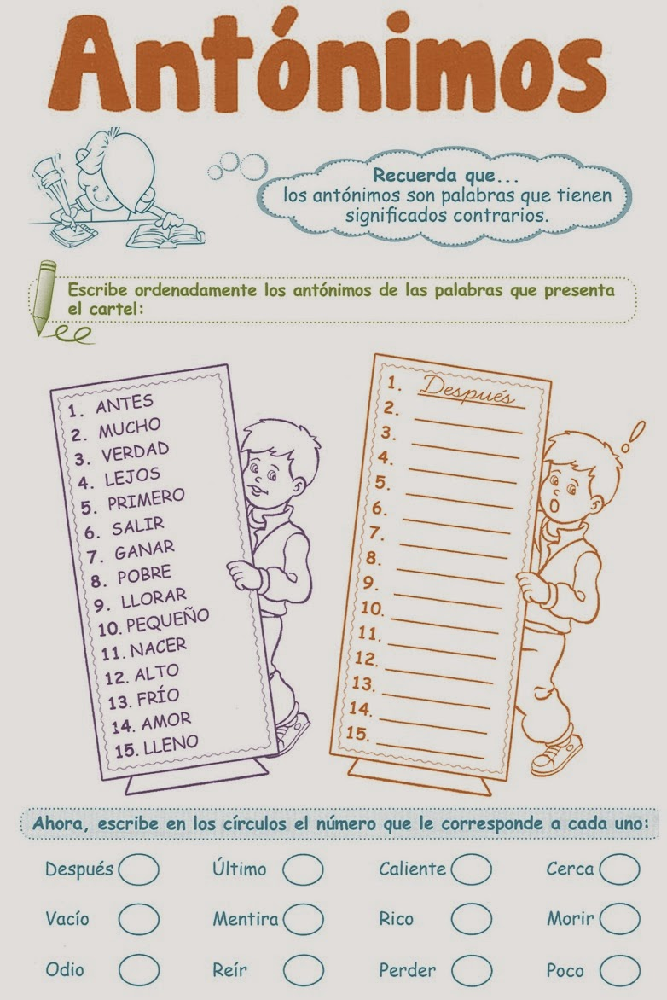 Antónimos
Recuerda que...
los antónimos son palabras que tienen
significados contrarios.
Escribe ordenadamente los antónimos de las palabras que presenta
el cartel:
1. ANTES
2. MUCHO
3. VERDAD
4. LEJOS
5. PRIMERO
6. SALIR
7. GANAR
8. POBRE
9. LLORAR
10. PEQUEÑO
11. NACER
12. ALTO
13. FRÍO
14. AMOR
15. LLENO
1. Después
2.
3.
4.
5.
6.
7.
8.
9.
10.
11.
12.
13.
14.
15.
Ahora, escribe en los círculos el número que le corresponde a cada uno:
Después Último Caliente Cerca
Vacío Mentira Rico Morir
Odio Reír Perder Poco